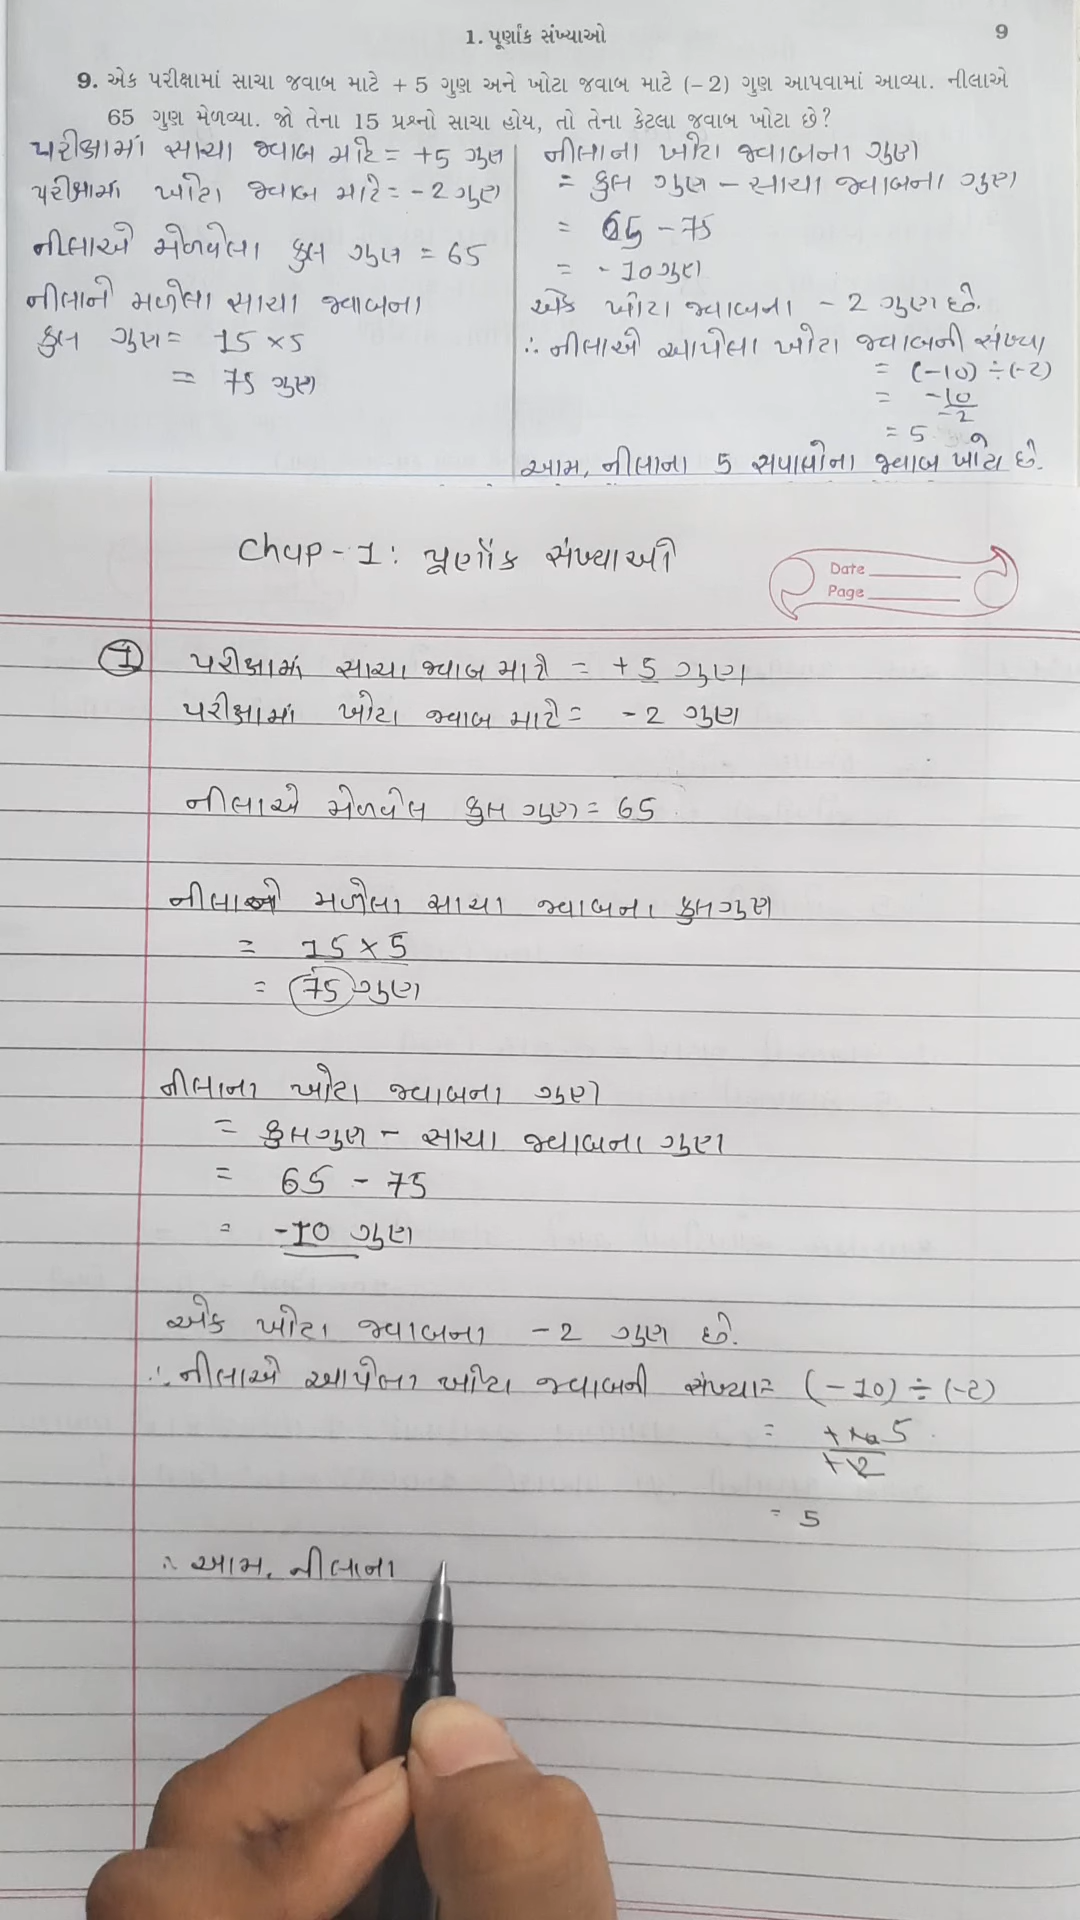 1. પૂર્ણાંક સંખ્યાઓ
9
9. એક પરીક્ષામાં સાચા જવાબ માટે + 5 ગુણ અને ખોટા જવાબ માટે (– 2) ગુણ આપવામાં આવ્યા. નીલાએ
65 ગુણ મેળવ્યા. જો તેના 15 પ્રશ્નો સાચા હોય, તો તેના કેટલા જવાબ ખોટા છે?
પરીક્ષામાં સાચા જવાબ માટે = +5 ગુણ
પરીક્ષામાં ખોટા જવાબ માટે = -2 ગુણ
નીલાએ મેળવેલા કુલ ગુણ = 65
નીલાને મળેલા સાચા જવાબના
કુલ ગુણ = 15 × 5
= 75 ગુણ
નીલાના ખોટા જવાબના ગુણ
= કુલ ગુણ - સાચા જવાબના ગુણ
= 65 - 75
= -10 ગુણ
એક ખોટા જવાબના - 2 ગુણ છે.
∴ નીલાએ આપેલા ખોટા જવાબની સંખ્યા
= (-10) ÷ (-2)
= -10
-2
= 5
આમ, નીલાના 5 સવાલોના જવાબ ખોટા છે.
Chap - 1: પૂર્ણાંક સંખ્યાઓ
Date
Page
1 પરીક્ષામાં સાચા જવાબ માટે = +5 ગુણ
પરીક્ષામાં ખોટા જવાબ માટે = -2 ગુણ
નીલાએ મેળવેલ કુલ ગુણ = 65
નીલાને મળેલા સાચા જવાબના કુલગુણ
= 15 × 5
= 75 ગુણ
નીલાના ખોટા જવાબના ગુણ
= કુલગુણ - સાચા જવાબના ગુણ
= 65 - 75
= -10 ગુણ
એક ખોટા જવાબના -2 ગુણ છે.
∴ નીલાએ આપેલા ખોટા જવાબની સંખ્યા = (-10) ÷ (-2)
= 5
= 5
∴ આમ, નીલાના